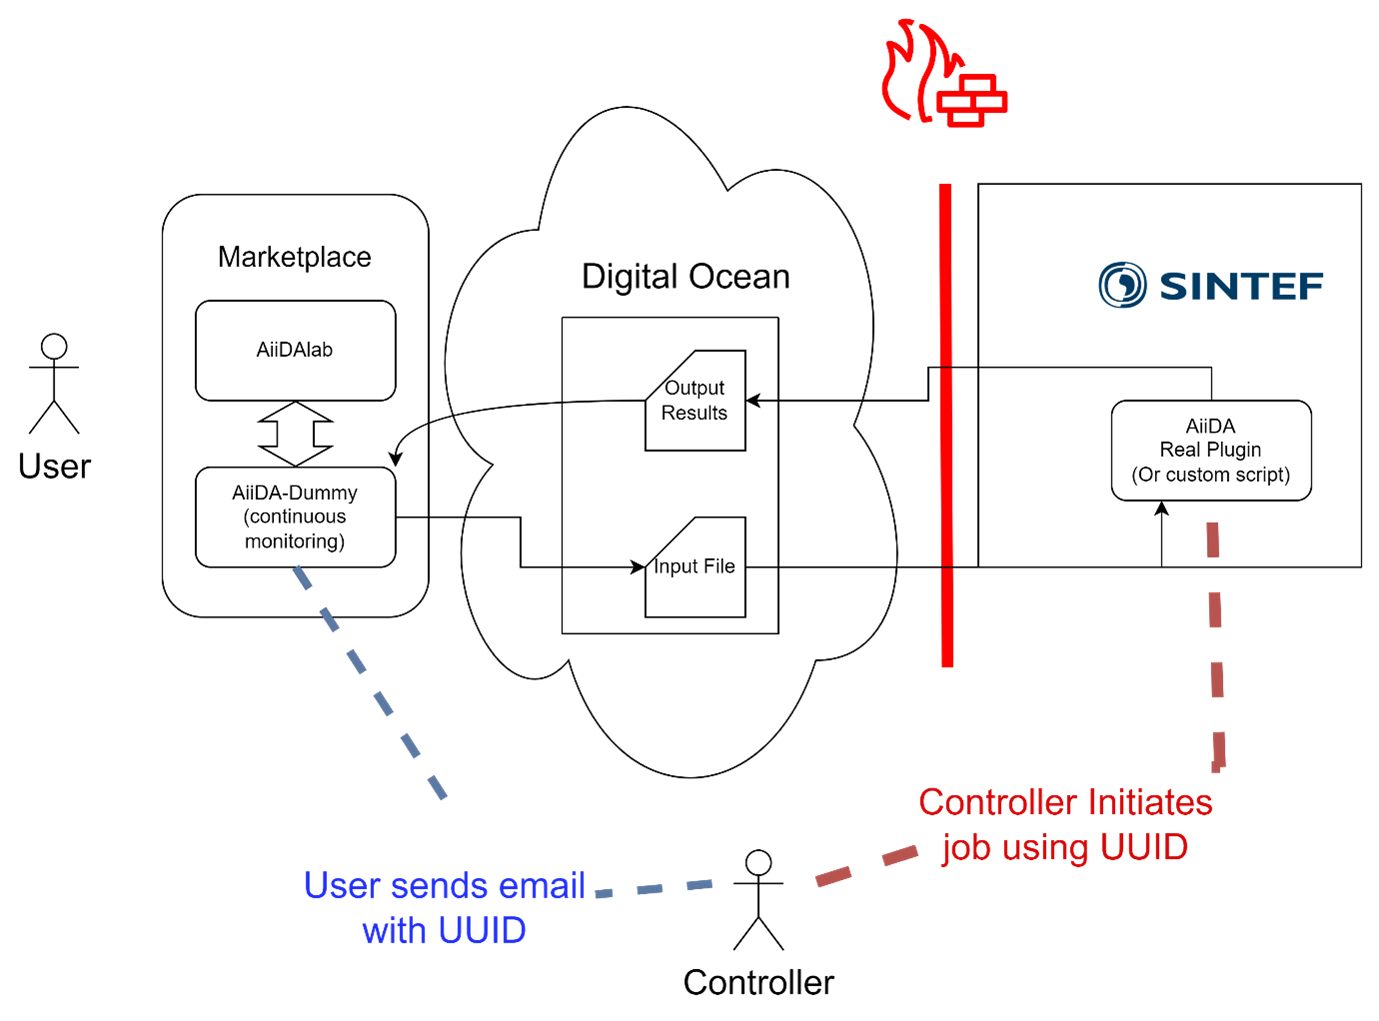 Marketplace
AiiDAlab
User
AiiDA-Dummy
(continuous
monitoring)
Digital Ocean
Output
Results
Input File
SINTEF
AiiDA
Real Plugin
(Or custom script)
User sends email
with UUID
Controller Initiates
job using UUID
Controller